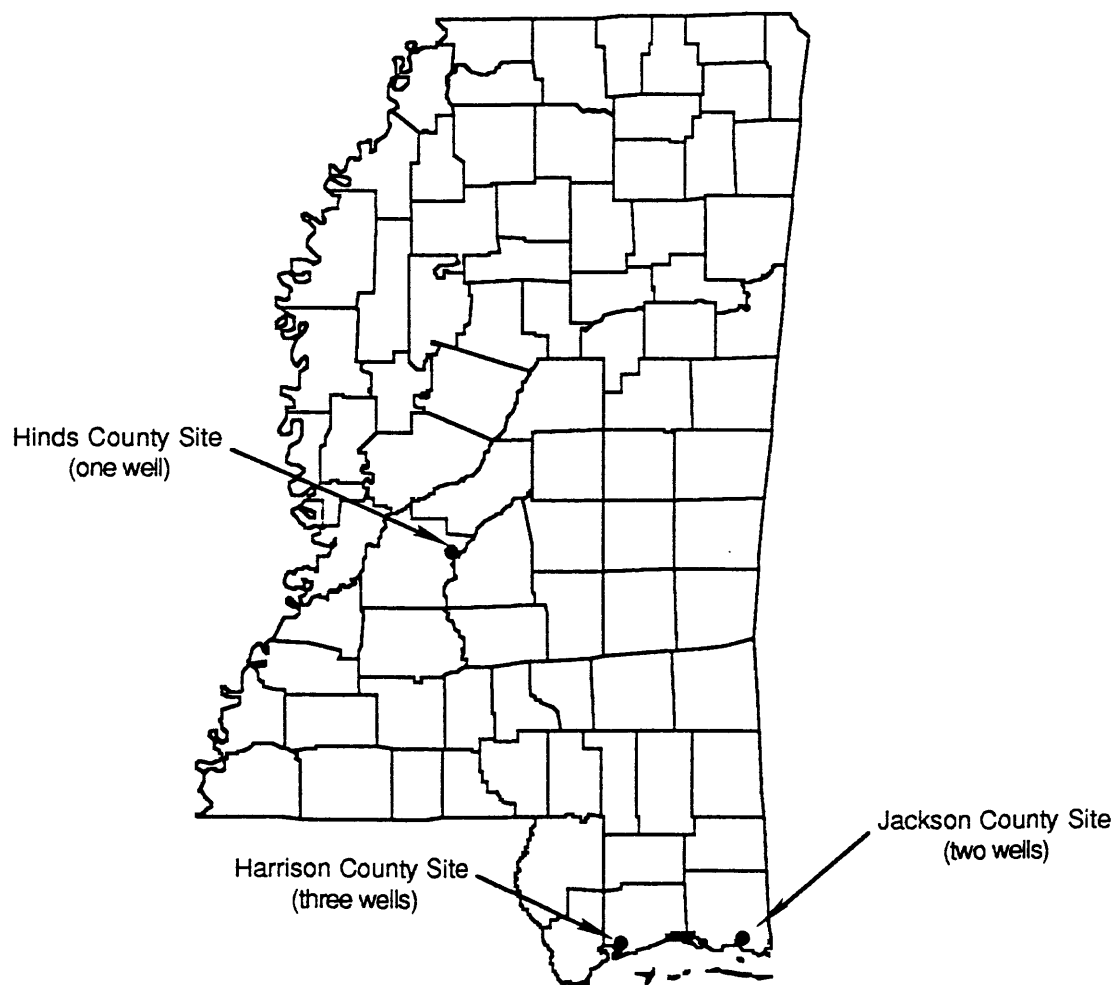 Hinds County Site
(one well)
Jackson County Site
(two wells)
Harrison County Site
(three wells)